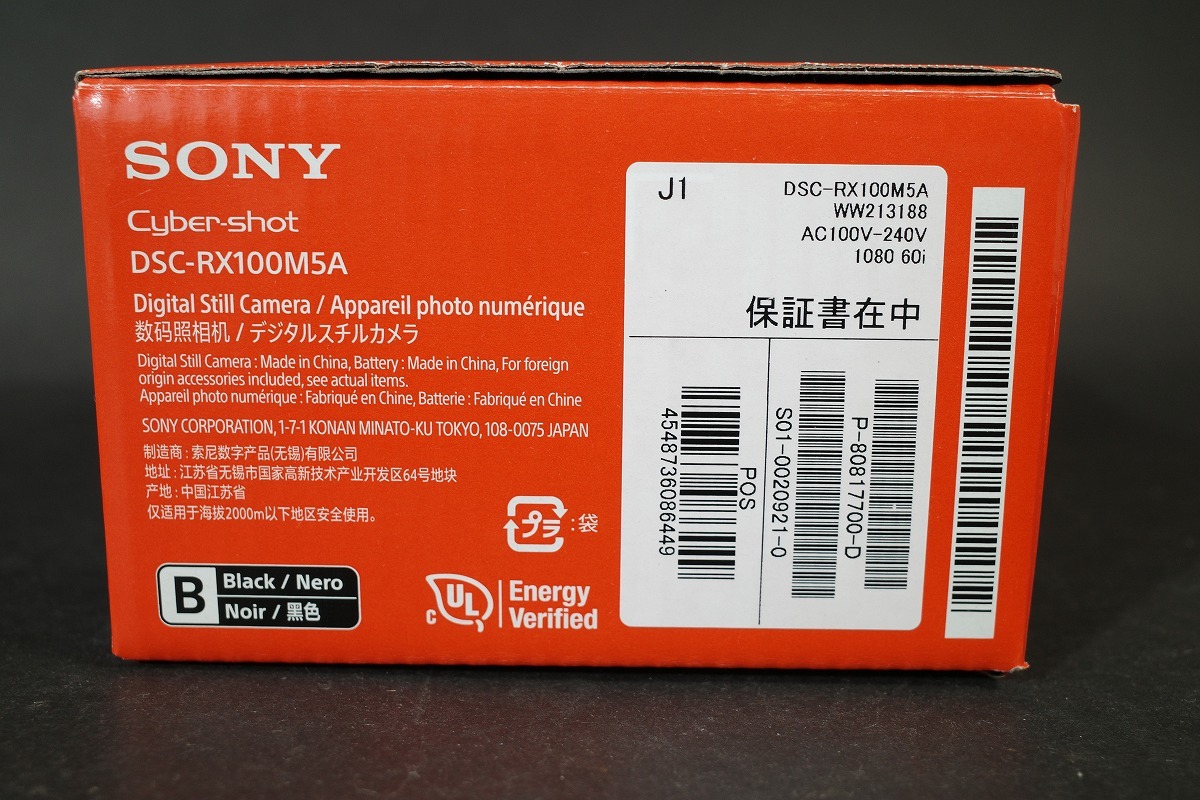 SONY
Cyber-shot
DSC-RX100M5A
Digital Still Camera / Appareil photo numérique
数码照相机 / デジタルスチルカメラ
Digital Still Camera : Made in China, Battery : Made in China, For foreign
origin accessories included, see actual items.
Appareil photo numérique : Fabriqué en Chine, Batterie : Fabriqué en Chine
SONY CORPORATION, 1-7-1 KONAN MINATO-KU TOKYO, 108-0075 JAPAN
制造商 : 索尼数字产品(无锡)有限公司
地址 : 江苏省无锡市国家高新技术产业开发区64号地块
产地 : 中国江苏省
仅适用于海拔2000m以下地区安全使用。
プラ : 袋
B Black / Nero
Noir / 黑色
c UL Energy
Verified
J1
DSC-RX100M5A
WW213188
AC100V-240V
1080 60i
保証書在中
POS
4548736086449
S01-0020921-0
P-80817700-D